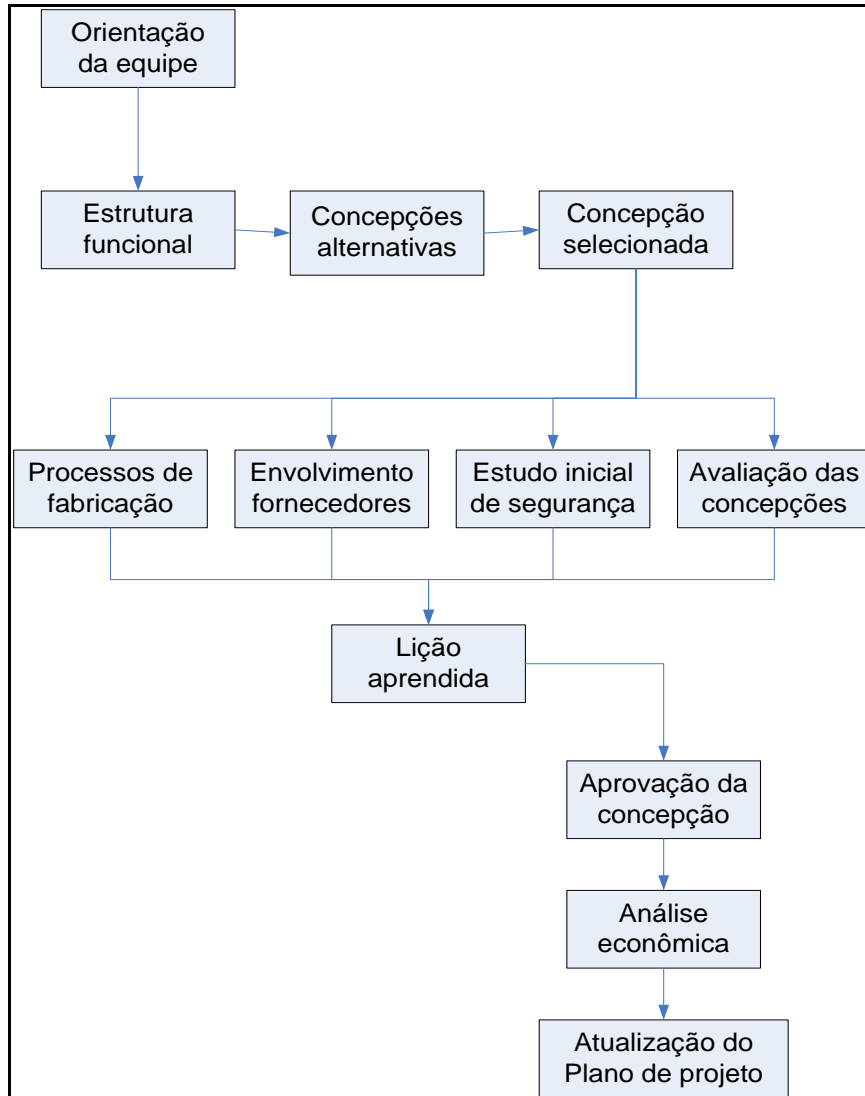 Orientação
da equipe
Estrutura
funcional
Concepções
alternativas
Concepção
selecionada
Processos de
fabricação
Envolvimento
fornecedores
Estudo inicial
de segurança
Avaliação das
concepções
Lição
aprendida
Aprovação da
concepção
Análise
econômica
Atualização do
Plano de projeto